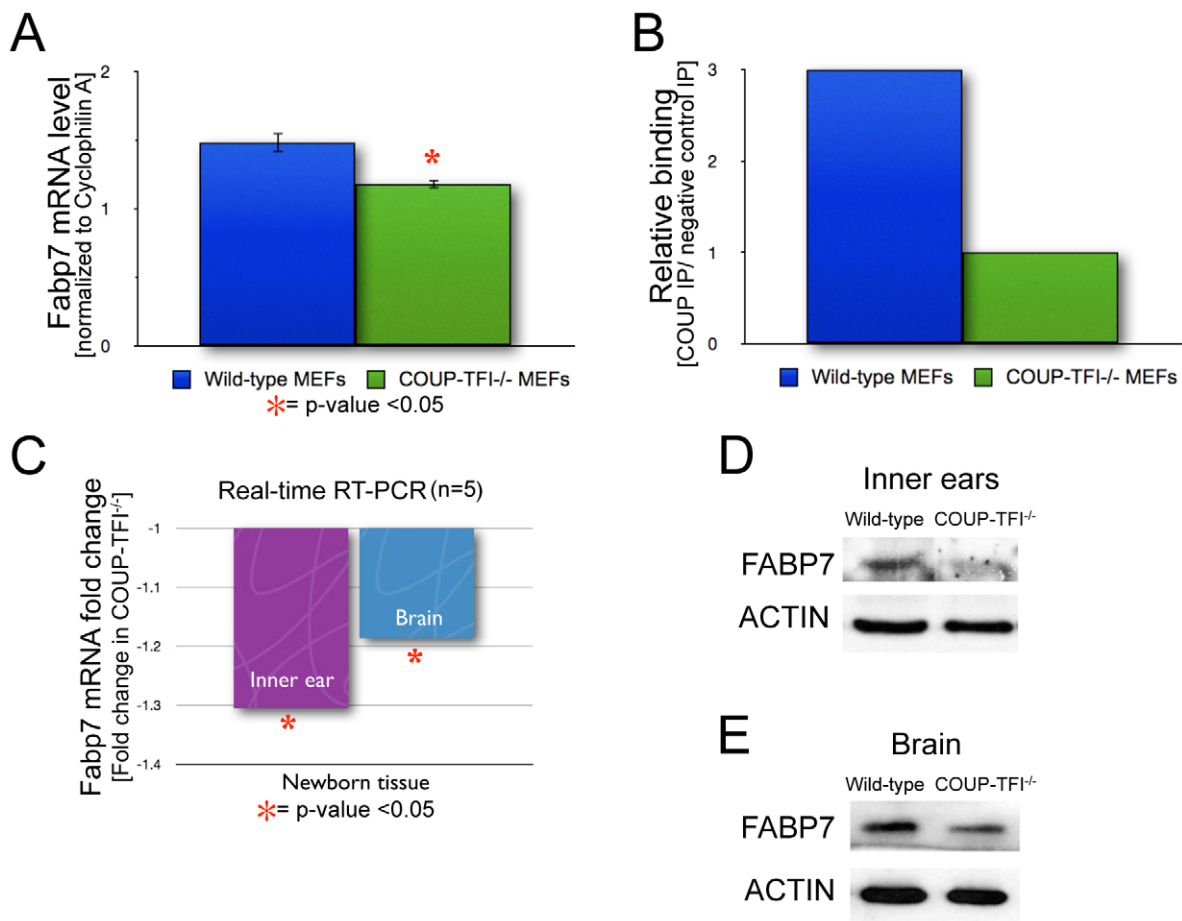 A
Fabp7 mRNA level
[normalized to Cyclophilin A]
2
1
0
*
Wild-type MEFs COUP-TFI-/- MEFs
*= p-value <0.05
B
Relative binding
[COUP IP/ negative control IP]
3
2
1
0
Wild-type MEFs COUP-TFI-/- MEFs
C
Real-time RT-PCR (n=5)
Fabp7 mRNA fold change
[Fold change in COUP-TFI-/-]
-1
-1.1
-1.2
-1.3
-1.4
Brain
*
Inner ear
*
Newborn tissue
*= p-value <0.05
D
Inner ears
Wild-type COUP-TFI-/-
FABP7
ACTIN
E
Brain
Wild-type COUP-TFI-/-
FABP7
ACTIN